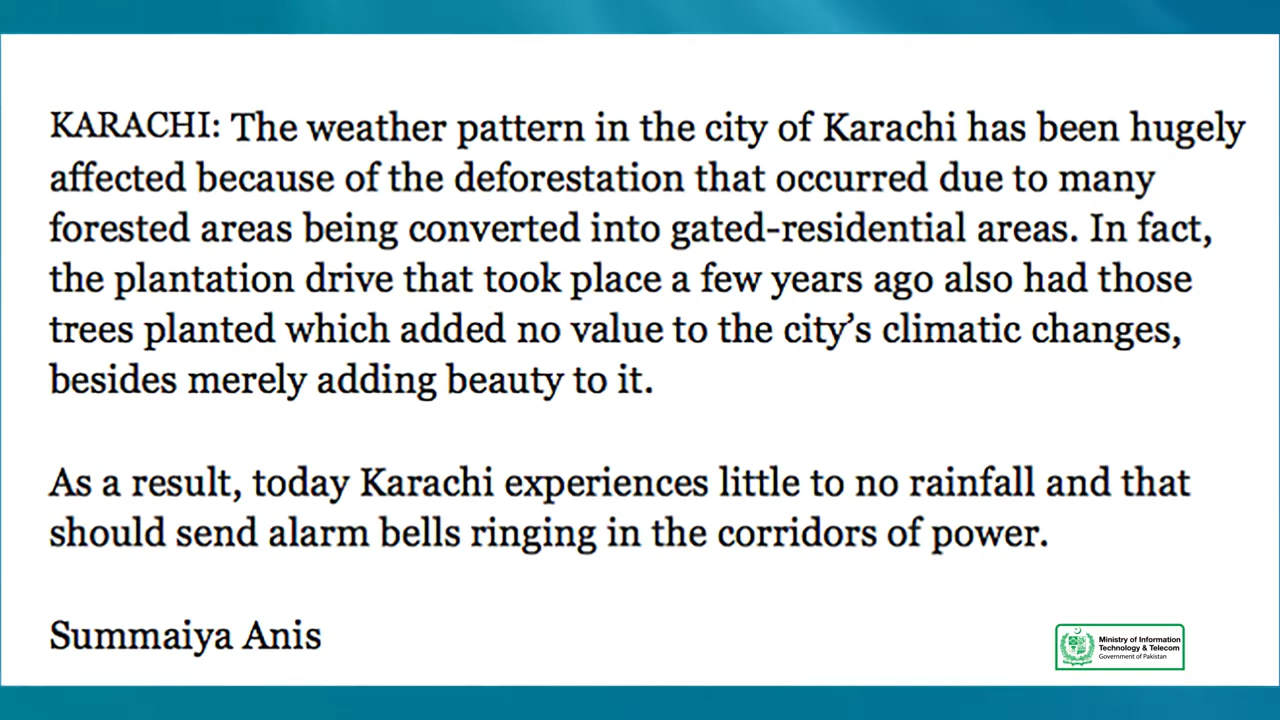 KARACHI: The weather pattern in the city of Karachi has been hugely
affected because of the deforestation that occurred due to many
forested areas being converted into gated-residential areas. In fact,
the plantation drive that took place a few years ago also had those
trees planted which added no value to the city’s climatic changes,
besides merely adding beauty to it.
As a result, today Karachi experiences little to no rainfall and that
should send alarm bells ringing in the corridors of power.
Summaiya Anis
Ministry of Information
Technology & Telecom
Government of Pakistan